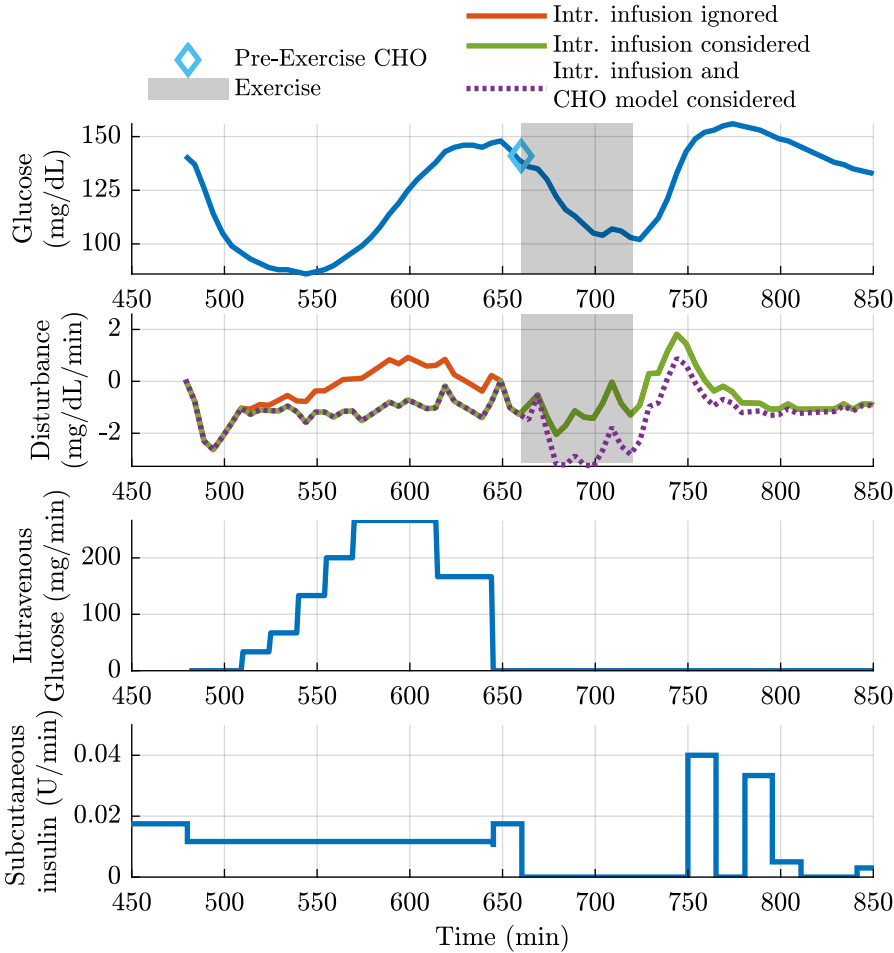 Pre-Exercise CHO
Exercise
Intr. infusion ignored
Intr. infusion considered
Intr. infusion and
CHO model considered
Glucose
(mg/dL)
150
125
100
450 500 550 600 650 700 750 800 850
Disturbance
(mg/dL/min)
2
0
-2
450 500 550 600 650 700 750 800 850
Intravenous
Glucose (mg/min)
200
100
0
450 500 550 600 650 700 750 800 850
Subcutaneous
insulin (U/min)
0.04
0.02
0
450 500 550 600 650 700 750 800 850
Time (min)